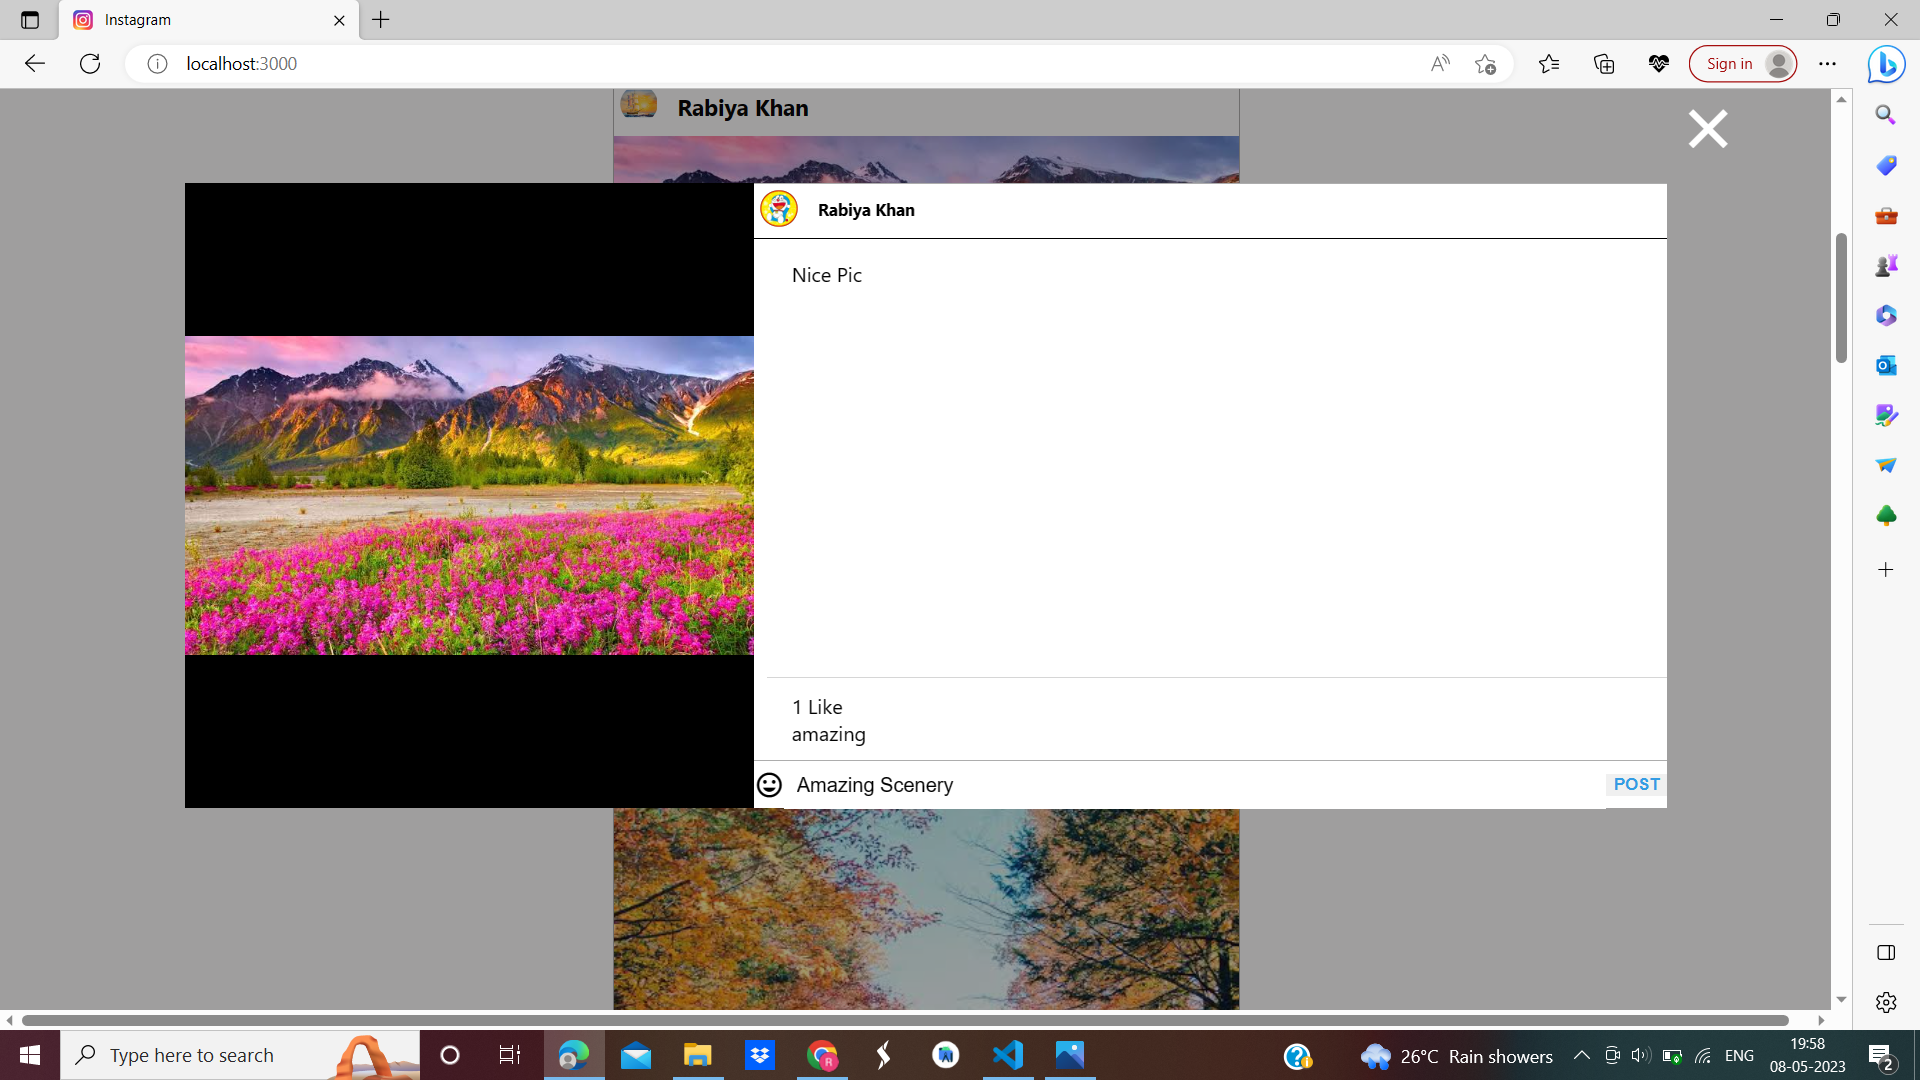 Instagram
localhost:3000
Sign in
Rabiya Khan
Rabiya Khan
Nice Pic
1 Like
amazing
Amazing Scenery
POST
Type here to search
26°C Rain showers
ENG
19:58
08-05-2023
2